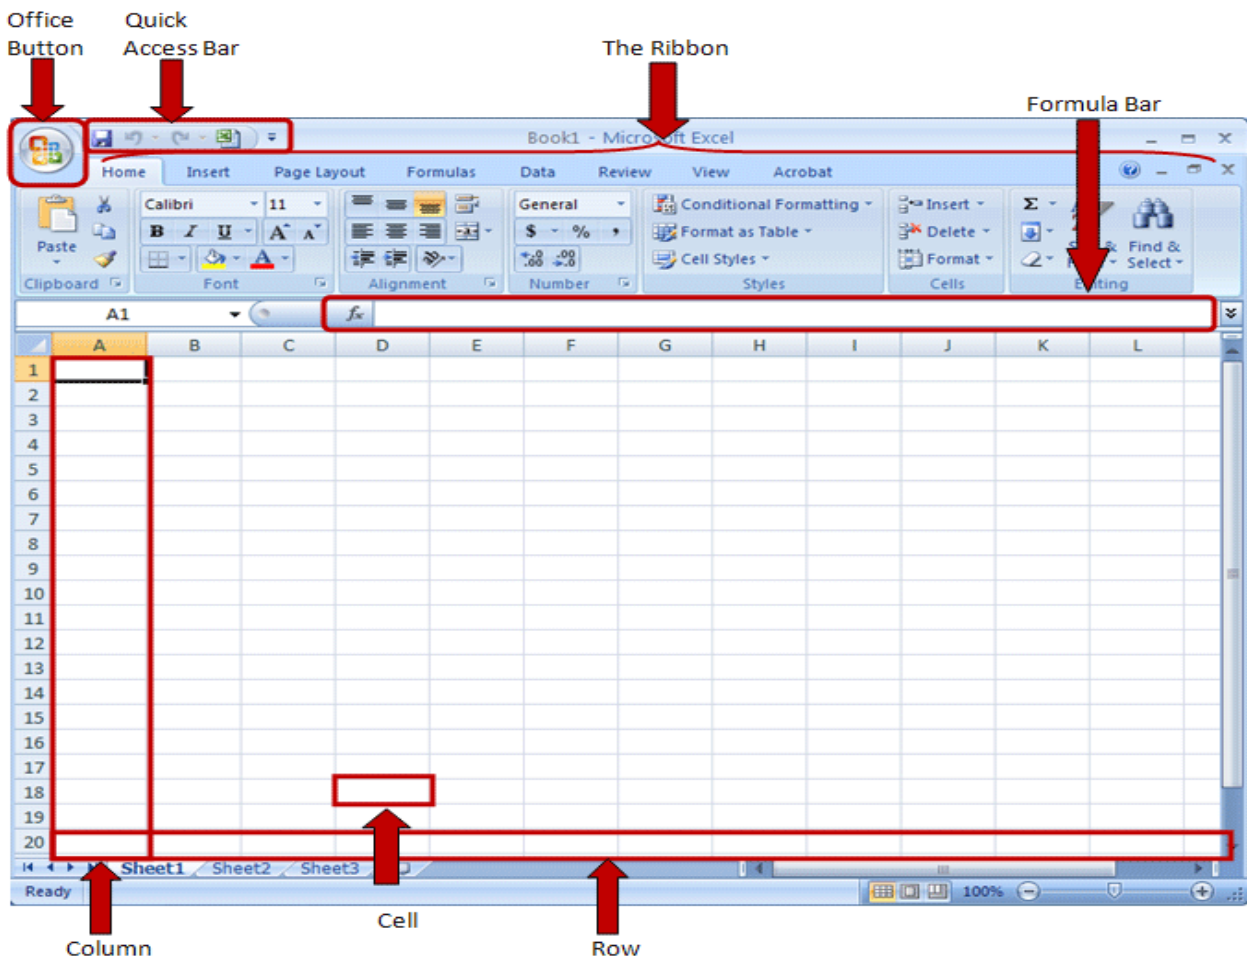 Office Quick
Button Access Bar The Ribbon
Formula Bar
Book1 - Microsoft Excel
Home Insert Page Layout Formulas Data Review View Acrobat
Calibri 11 General Conditional Formatting Insert Σ
Paste B I U A A $ % , Format as Table Delete Find &
A Cell Styles Format Select
Clipboard Font Alignment Number Styles Cells Editing
A1 fx
A B C D E F G H I J K L
1
2
3
4
5
6
7
8
9
10
11
12
13
14
15
16
17
18
19
20
Sheet1 Sheet2 Sheet3
Ready 100%
Cell
Column Row